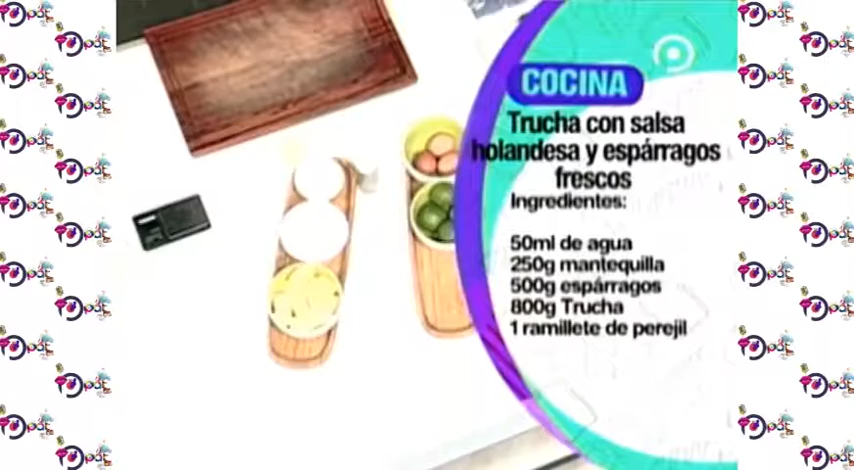 COCINA
Trucha con salsa
holandesa y espárragos
frescos
Ingredientes:
50ml de agua
250g mantequilla
500g espárragos
800g Trucha
1 ramillete de perejil